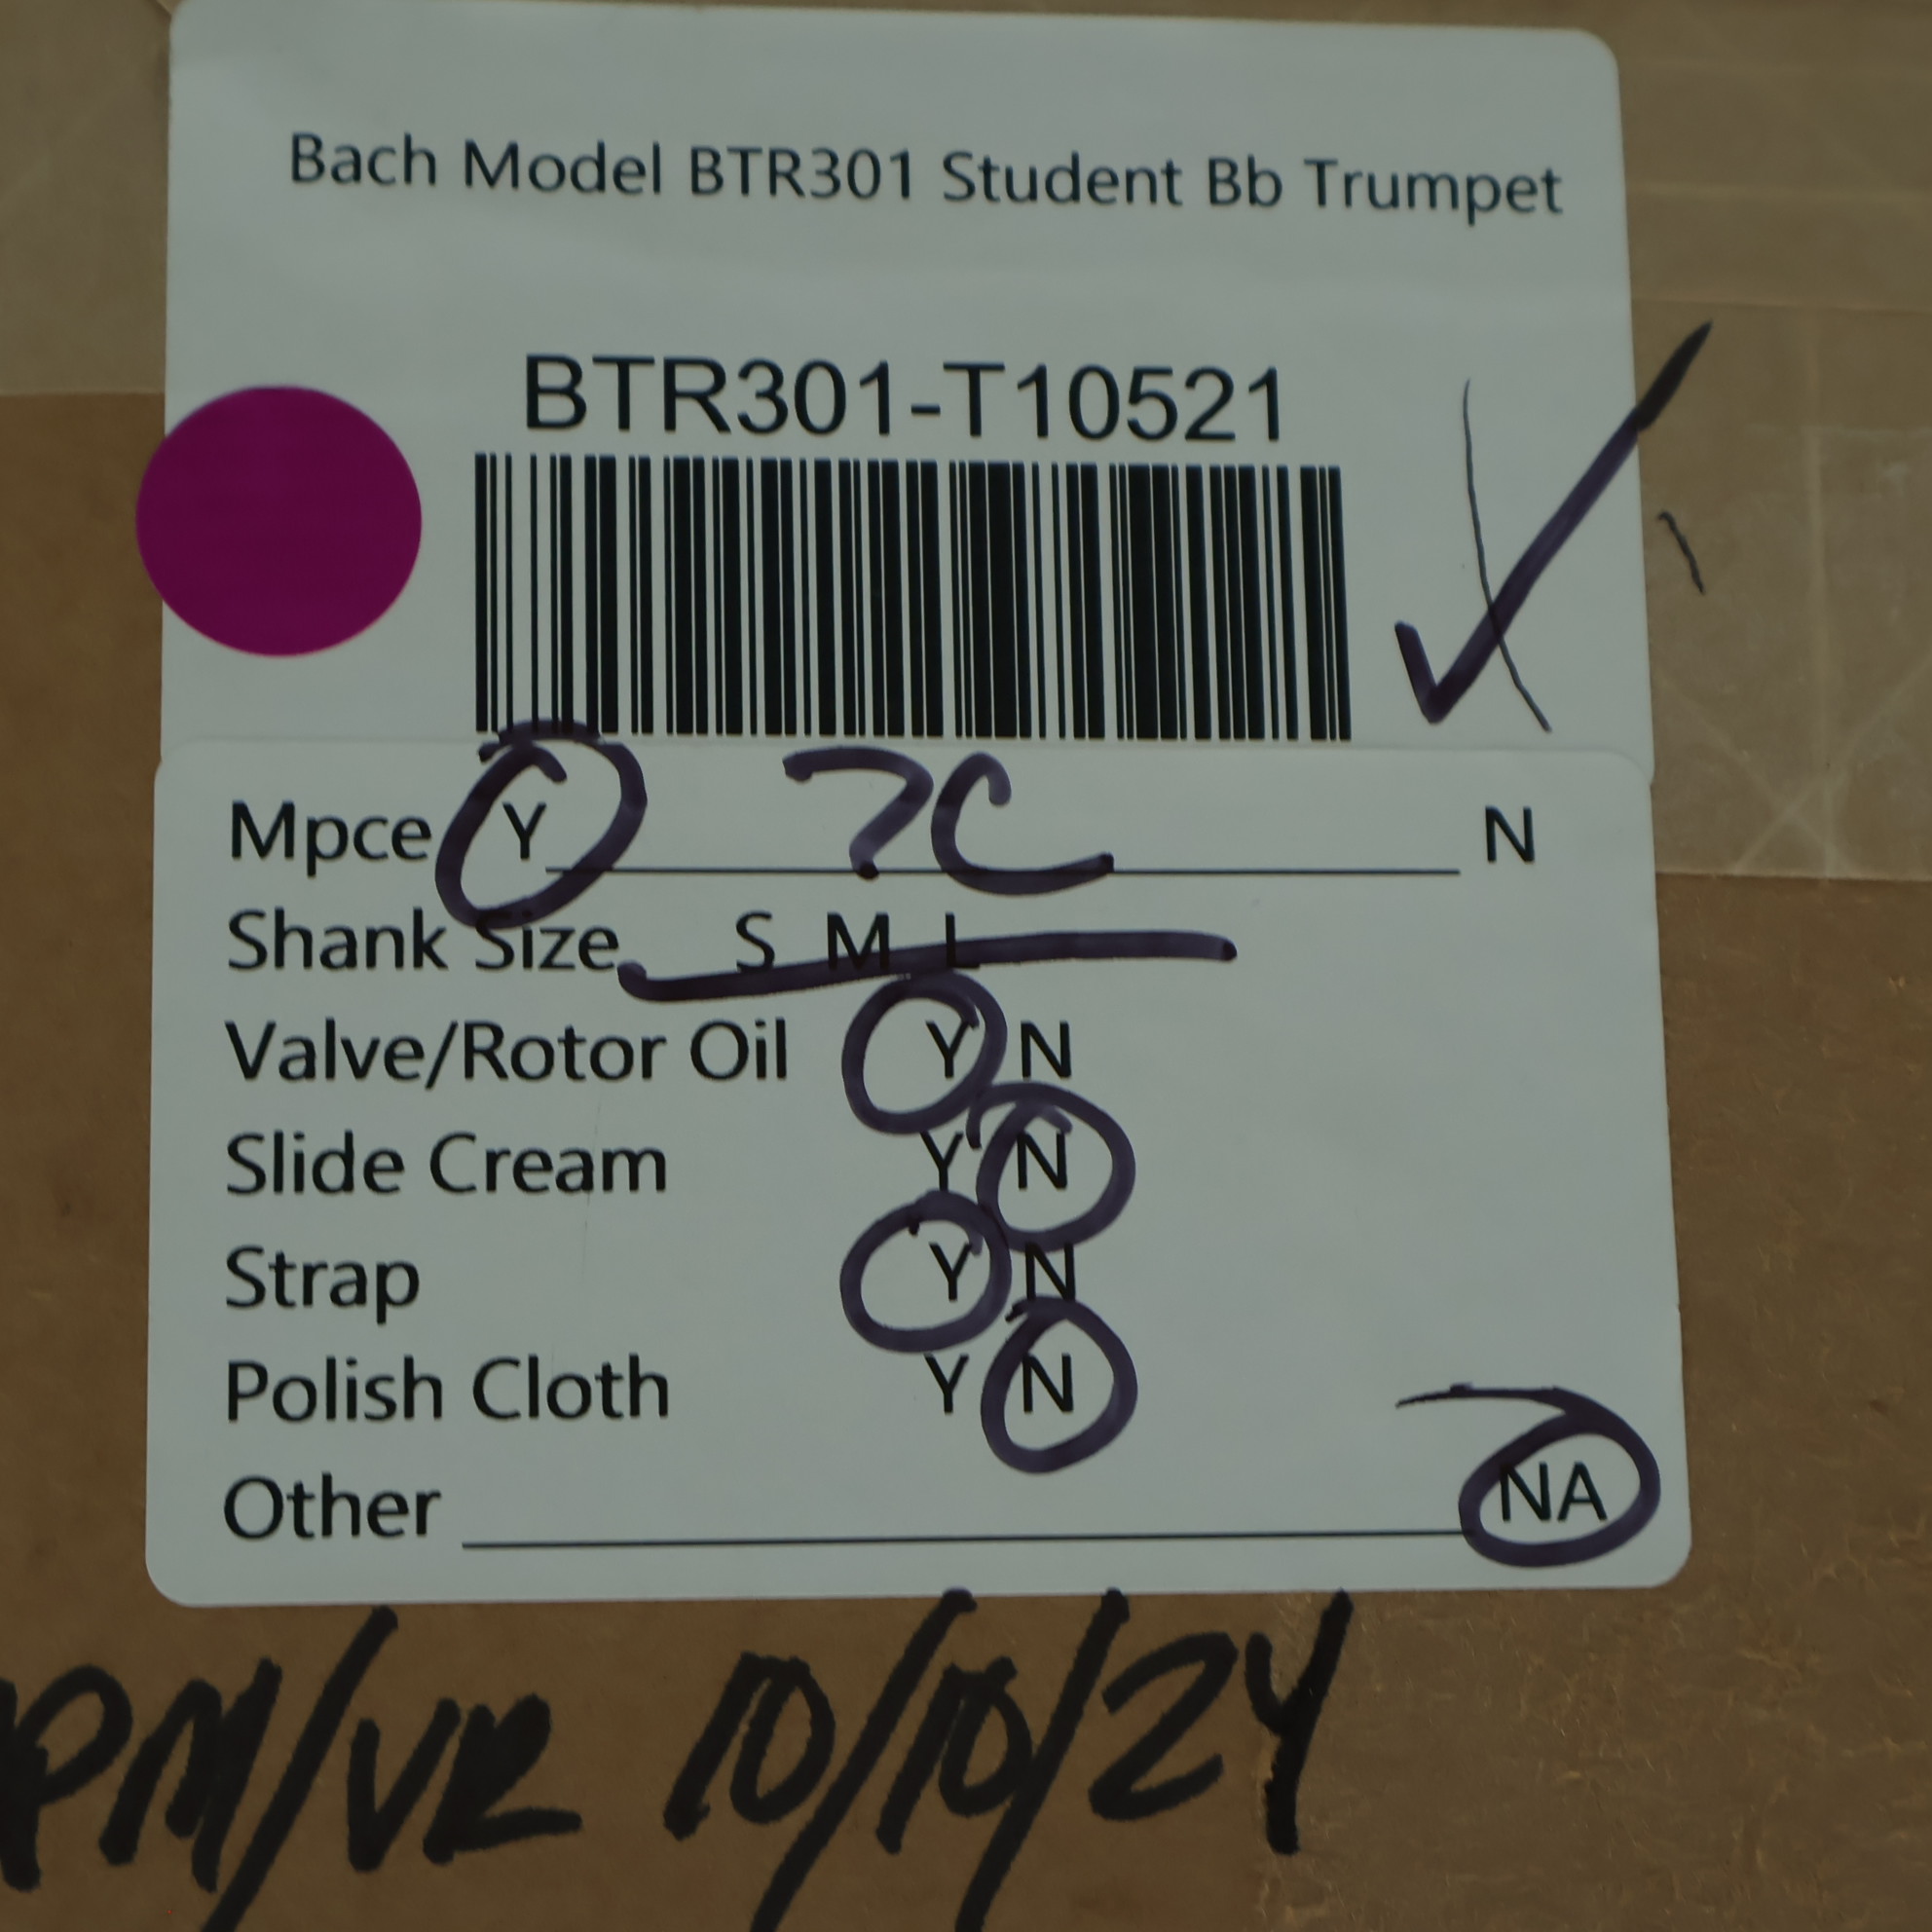 Bach Model BTR301 Student Bb Trumpet
BTR301-T10521
Mpce Y 7C N
Shank Size S M L
Valve/Rotor Oil Y N
Slide Cream Y N
Strap Y N
Polish Cloth Y N
Other NA
PM/VR 10/10/24